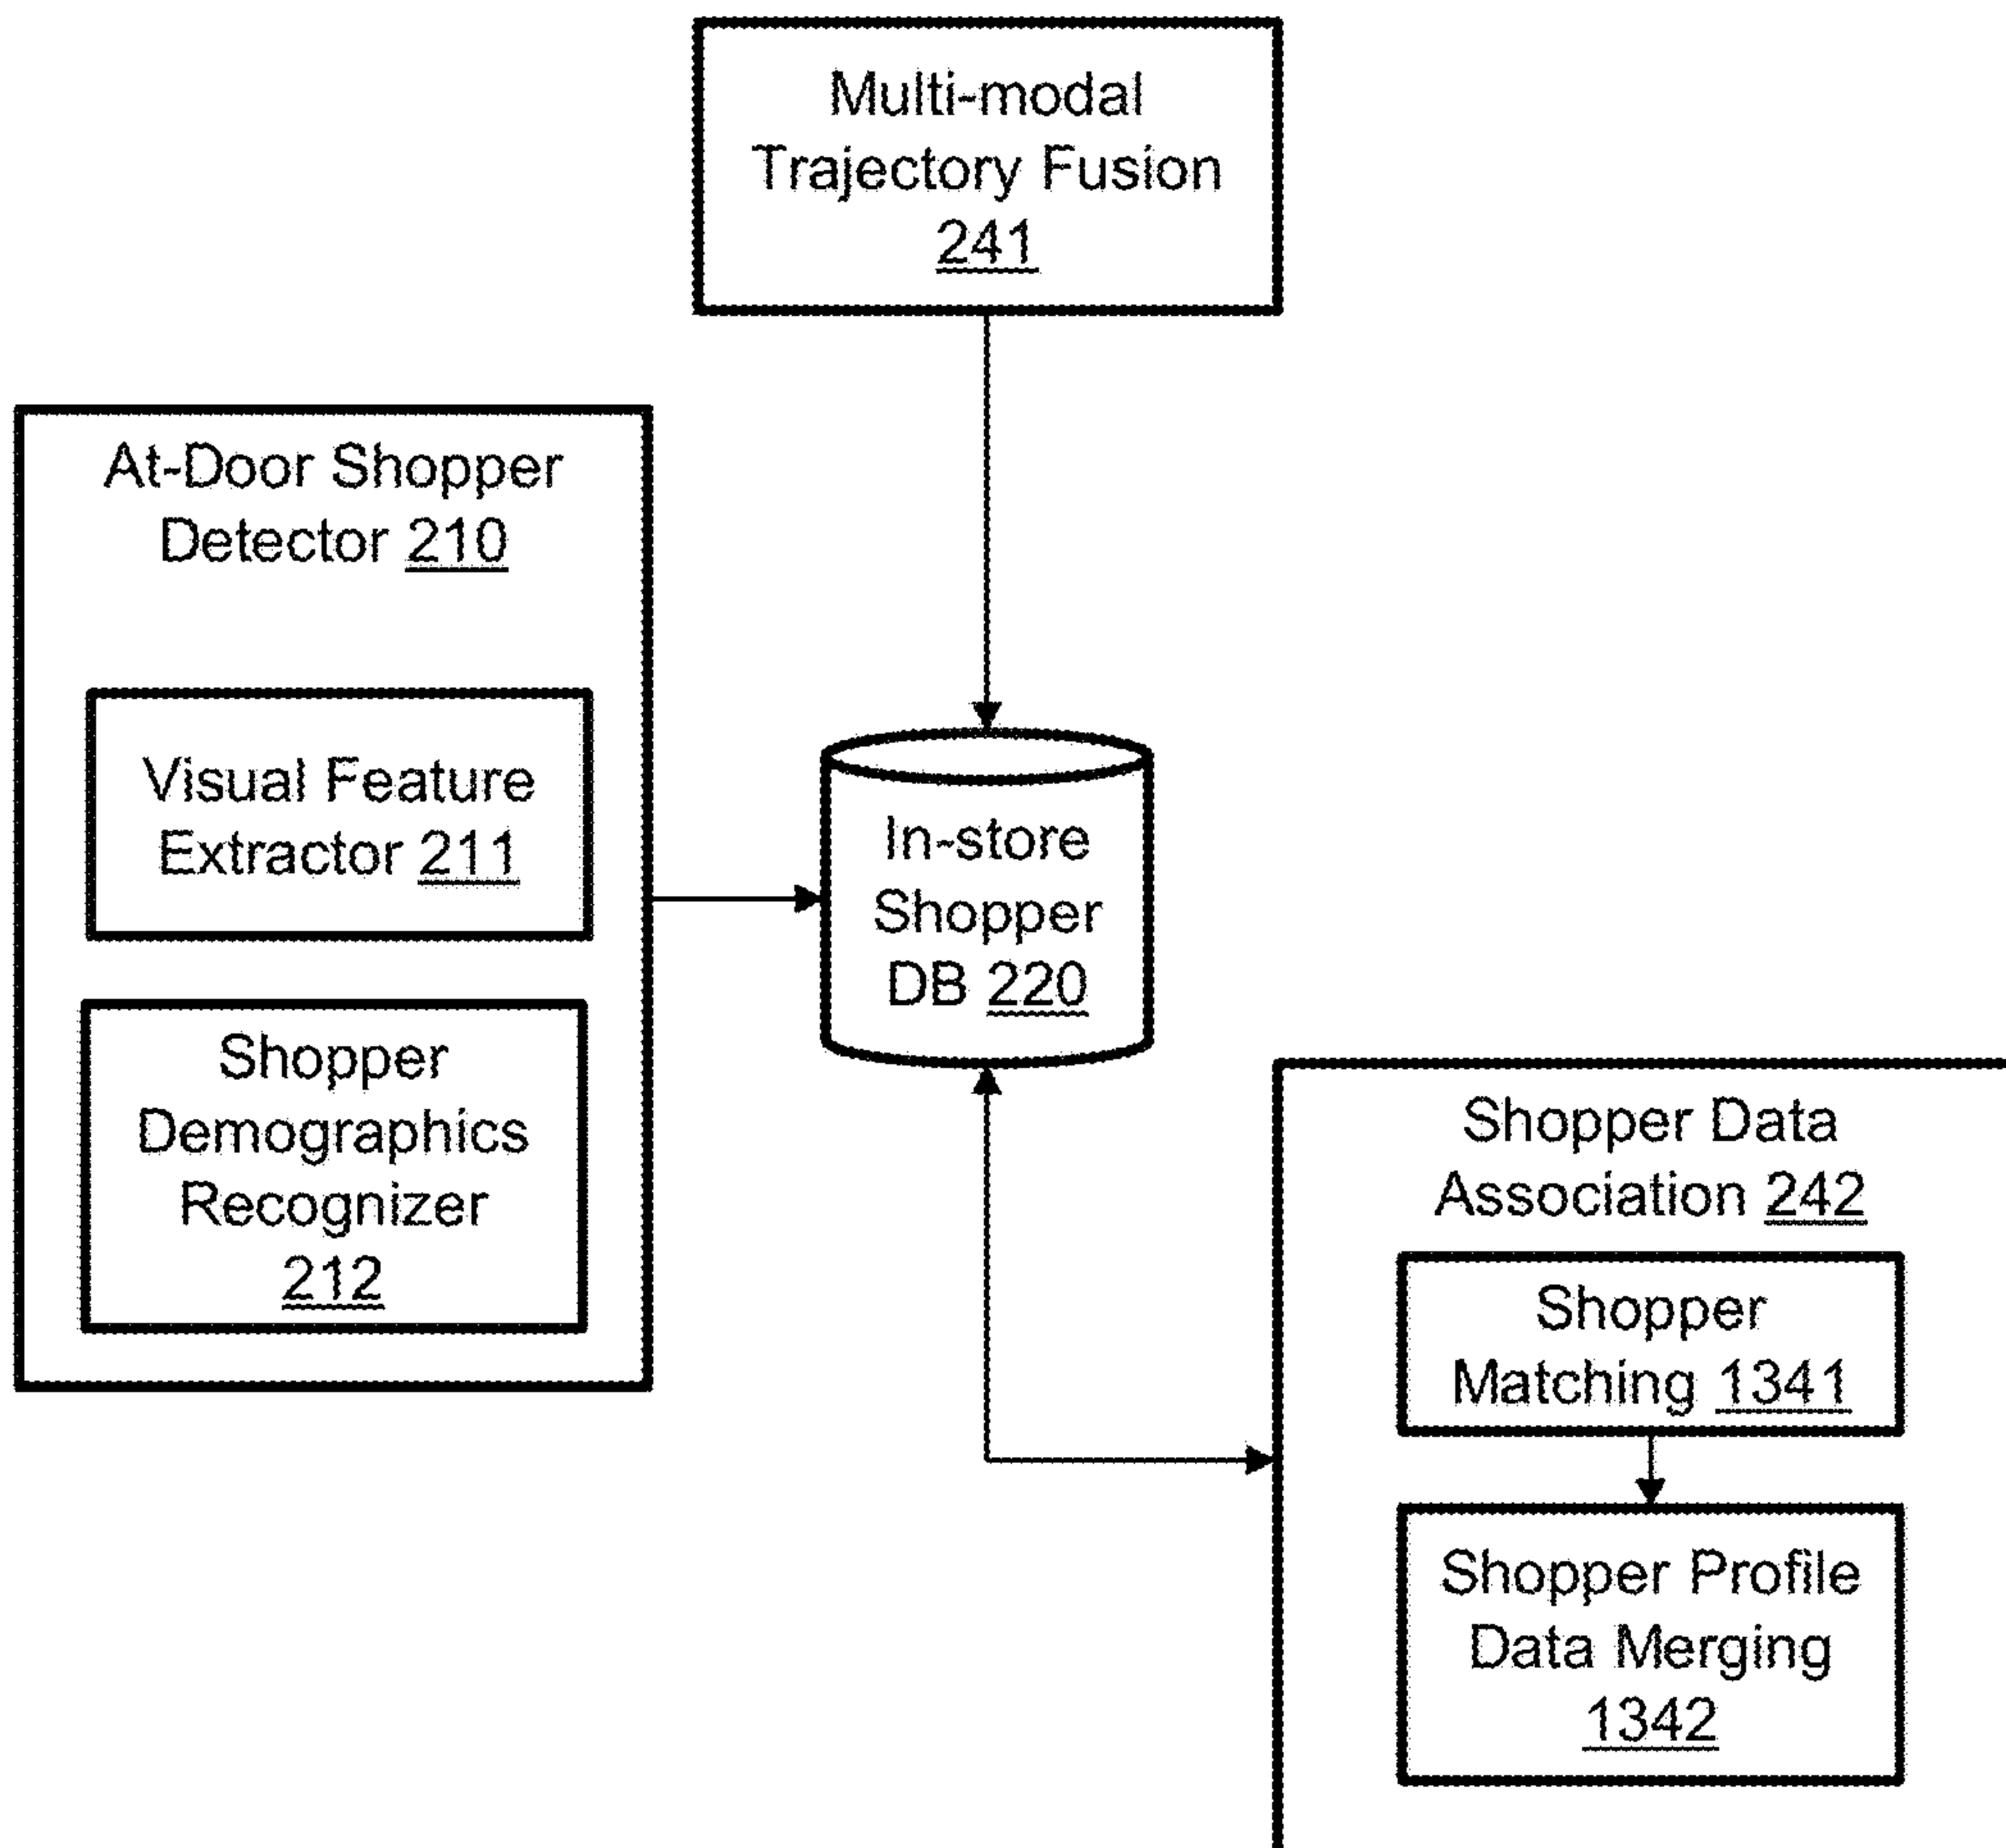 Multi-modal
Trajectory Fusion
241
At-Door Shopper
Detector 210
Visual Feature
Extractor 211
Shopper
Demographics
Recognizer
212
In-store
Shopper
DB 220
Shopper Data
Association 242
Shopper
Matching 1341
Shopper Profile
Data Merging
1342